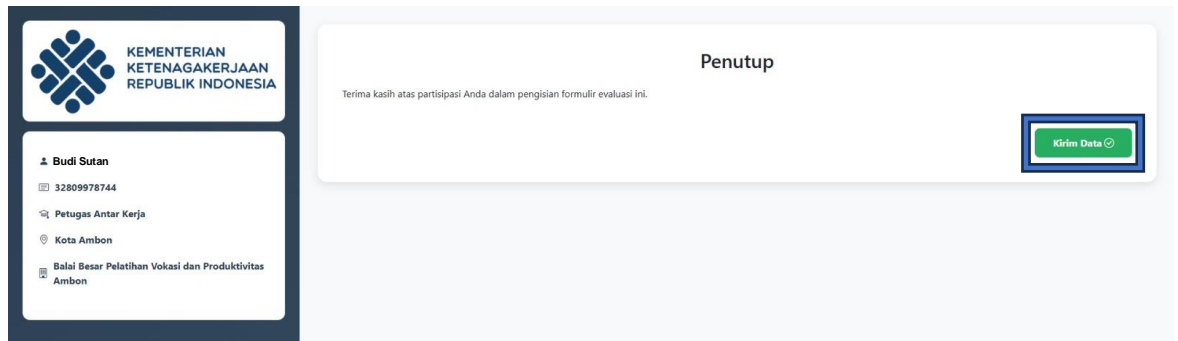 KEMENTERIAN
KETENAGAKERJAAN
REPUBLIK INDONESIA
Budi Sutan
32809978744
Petugas Antar Kerja
Kota Ambon
Balai Besar Pelatihan Vokasi dan Produktivitas
Ambon
Penutup
Terima kasih atas partisipasi Anda dalam pengisian formulir evaluasi ini.
Kirim Data